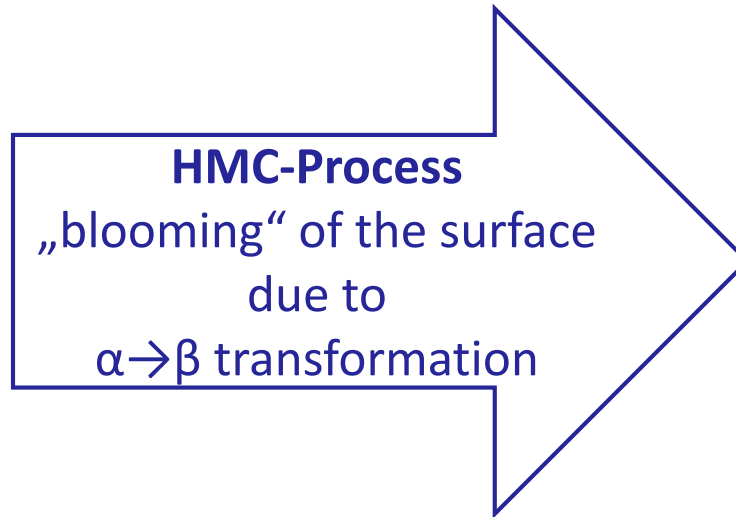 HMC-Process
„blooming“ of the surface
due to
α→β transformation